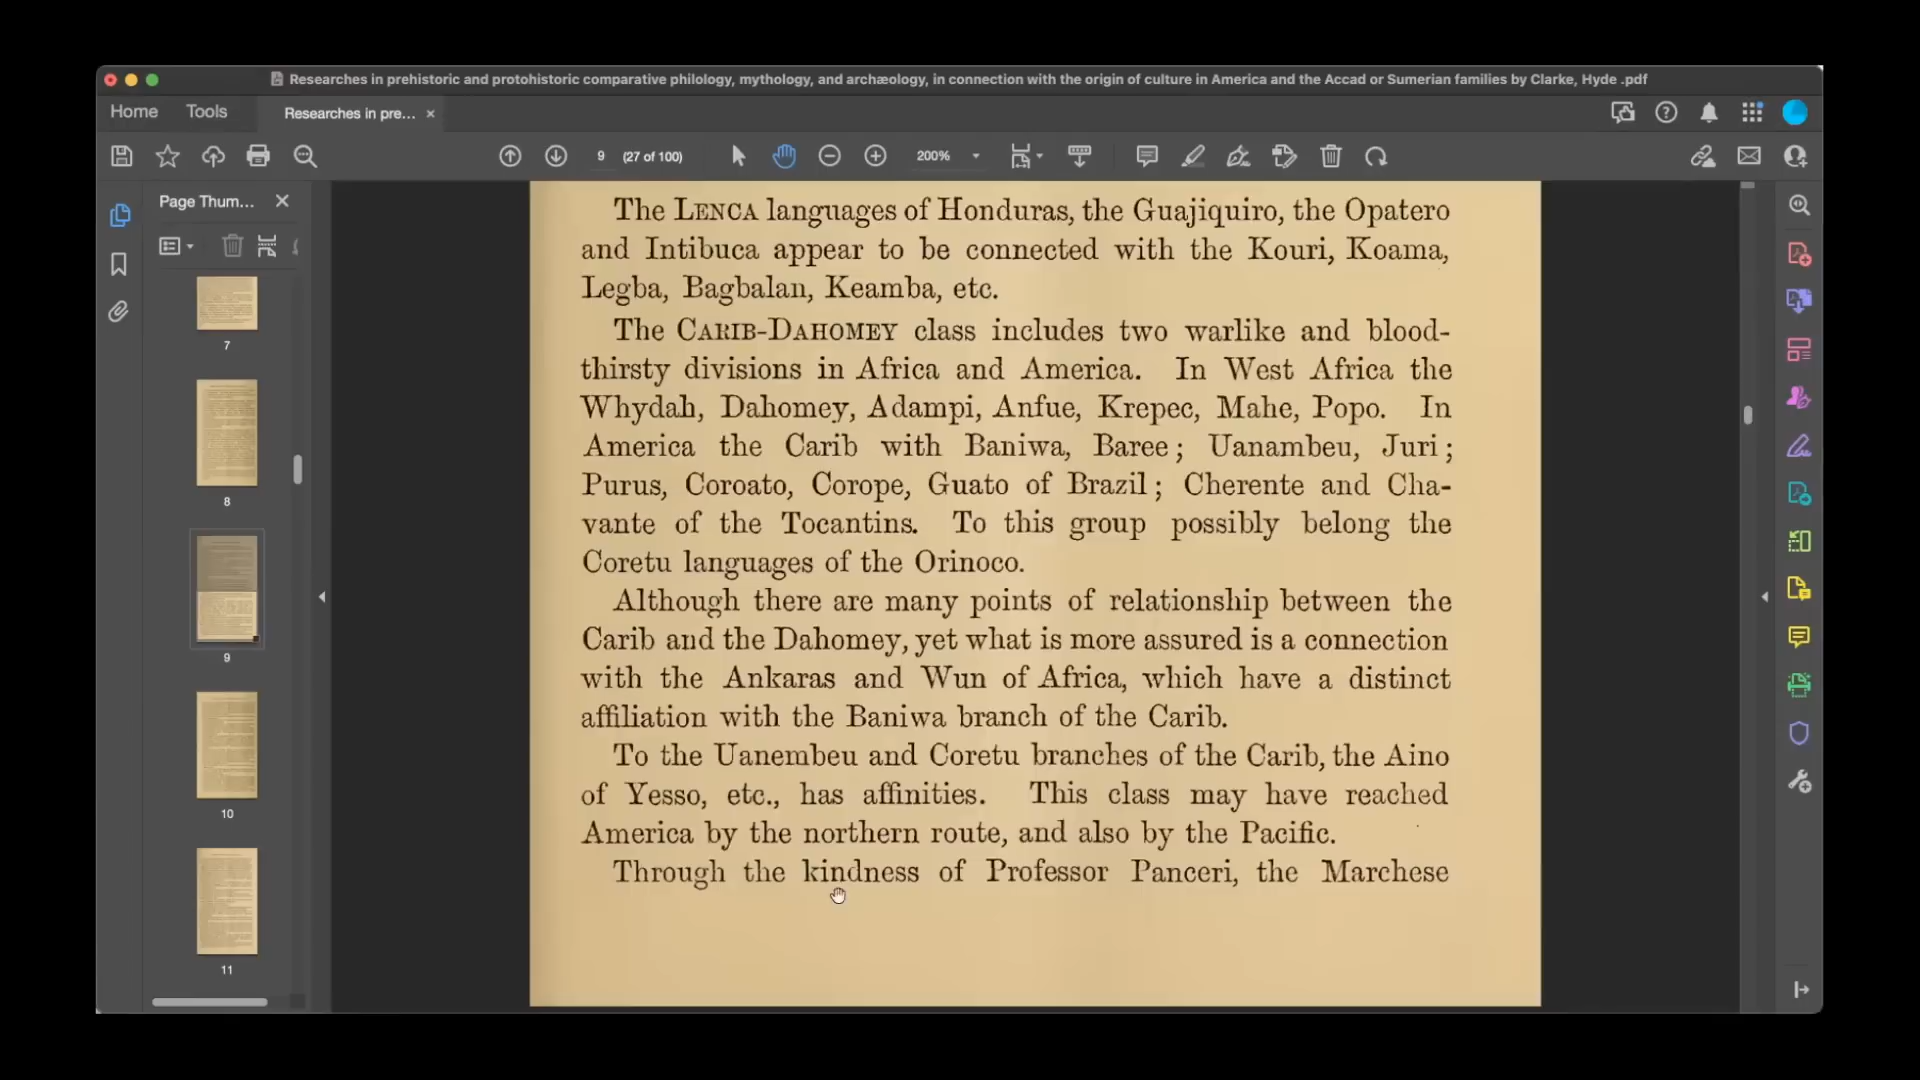 Researches in prehistoric and protohistoric comparative philology, mythology, and archæology, in connection with the origin of culture in America and the Accad or Sumerian families by Clarke, Hyde .pdf
Home Tools Researches in pre... ×
9 (27 of 100) 200%
Page Thum...
7
8
9
10
11
The LENCA languages of Honduras, the Guajiquiro, the Opatero
and Intibuca appear to be connected with the Kouri, Koama,
Legba, Bagbalan, Keamba, etc.
The CARIB-DAHOMEY class includes two warlike and blood-
thirsty divisions in Africa and America. In West Africa the
Whydah, Dahomey, Adampi, Anfue, Krepec, Mahe, Popo. In
America the Carib with Baniwa, Baree; Uanambeu, Juri;
Purus, Coroato, Corope, Guato of Brazil; Cherente and Cha-
vante of the Tocantins. To this group possibly belong the
Coretu languages of the Orinoco.
Although there are many points of relationship between the
Carib and the Dahomey, yet what is more assured is a connection
with the Ankaras and Wun of Africa, which have a distinct
affiliation with the Baniwa branch of the Carib.
To the Uanembeu and Coretu branches of the Carib, the Aino
of Yesso, etc., has affinities. This class may have reached
America by the northern route, and also by the Pacific.
Through the kindness of Professor Panceri, the Marchese